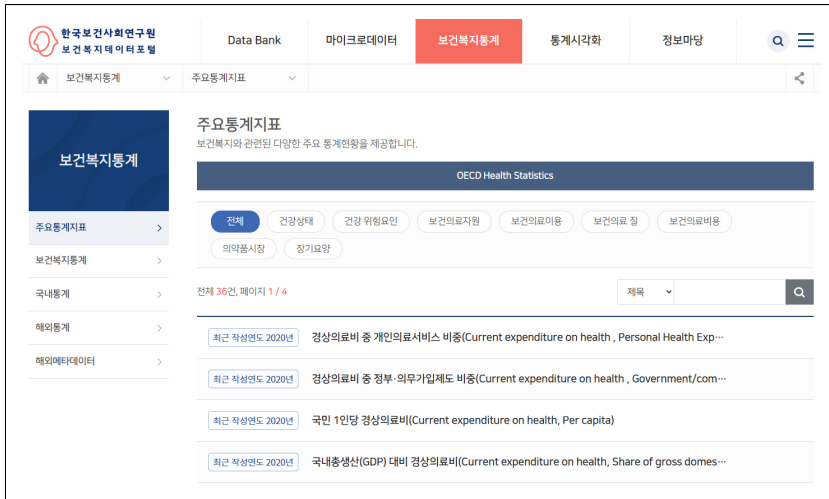 한국보건사회연구원
보건복지데이터포털
Data Bank
마이크로데이터
보건복지통계
통계시각화
정보마당
보건복지통계
주요통계지표
보건복지통계
주요통계지표
보건복지통계
국내통계
해외통계
해외메타데이터
주요통계지표
보건복지와 관련된 다양한 주요 통계현황을 제공합니다.
OECD Health Statistics
전체 건강상태 건강 위험요인 보건의료자원 보건의료이용 보건의료 질 보건의료비용
의약품시장 장기요양
전체 36건, 페이지 1 / 4
제목
최근 작성연도 2020년 경상의료비 중 개인의료서비스 비중(Current expenditure on health , Personal Health Exp···
최근 작성연도 2020년 경상의료비 중 정부·의무가입제도 비중(Current expenditure on health , Government/com···
최근 작성연도 2020년 국민 1인당 경상의료비(Current expenditure on health, Per capita)
최근 작성연도 2020년 국내총생산(GDP) 대비 경상의료비(Current expenditure on health, Share of gross domes···